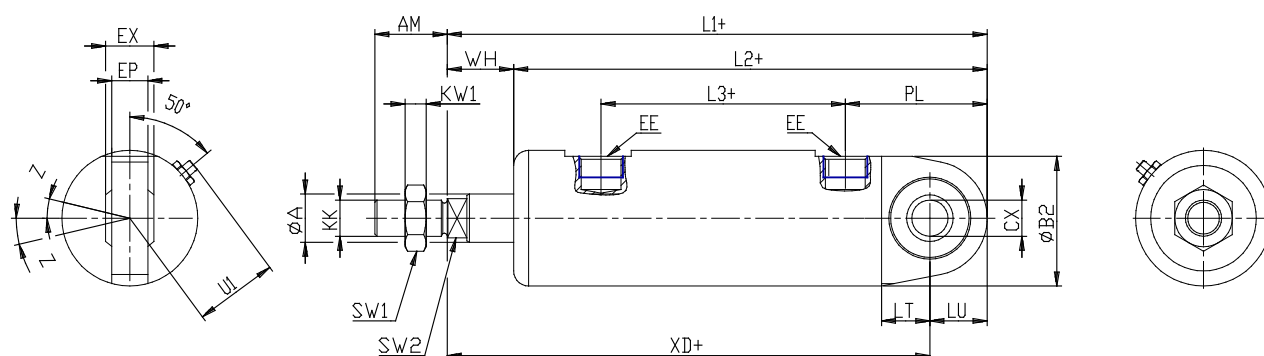 EX
EP
50°
Z
Z
U1
AM
L1+
WH
L2+
KW1
L3+
PL
EE
EE
øA
KK
CX
øB2
SW1
SW2
LT
LU
XD+